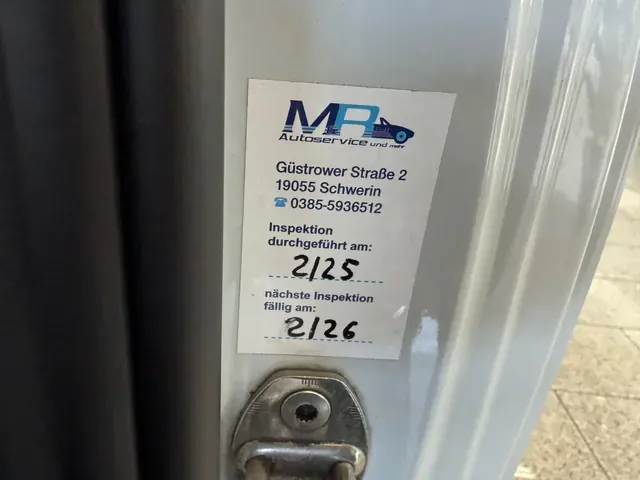 MR
Autoservice und mehr
Güstrower Straße 2
19055 Schwerin
☎ 0385-5936512
Inspektion
durchgeführt am:
2/25
nächste Inspektion
fällig am:
2/26